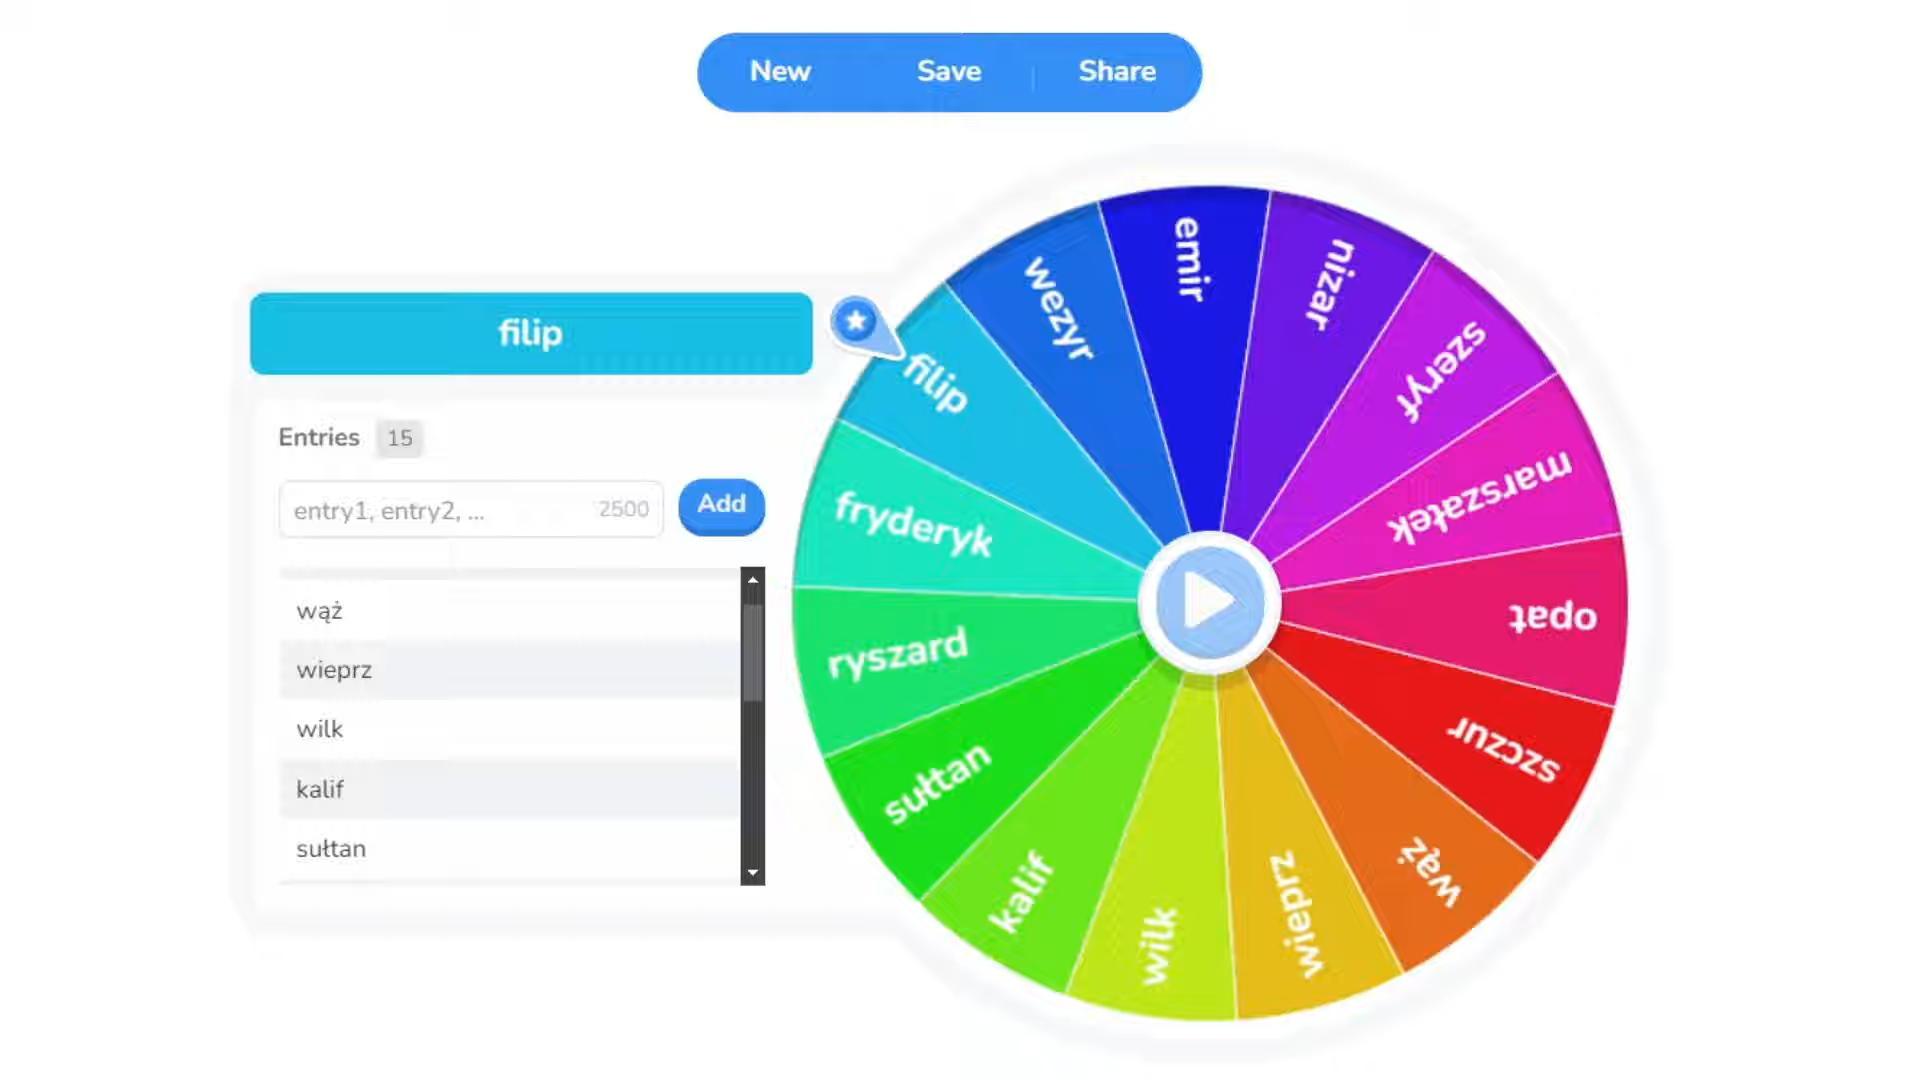 New Save Share
filip
Entries 15
entry1, entry2, ... 2500 Add
wąż
wieprz
wilk
kalif
sułtan
emir
nizar
szeryf
marszałek
opat
szczur
wąż
wieprz
wilk
kalif
sułtan
ryszard
fryderyk
filip
wezyr